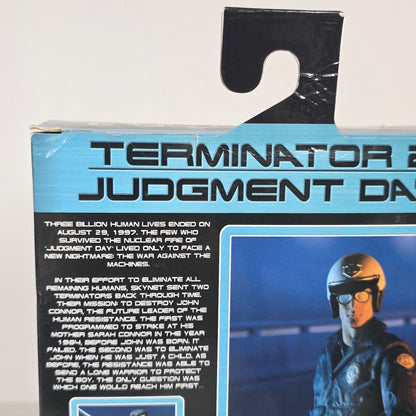 TERMINATOR 2
JUDGMENT DA
THREE BILLION HUMAN LIVES ENDED ON
AUGUST 29, 1997. THE FEW WHO
SURVIVED THE NUCLEAR FIRE OF
'JUDGMENT DAY' LIVED ONLY TO FACE A
NEW NIGHTMARE: THE WAR AGAINST THE
MACHINES.
IN THEIR EFFORT TO ELIMINATE ALL
REMAINING HUMANS, SKYNET SENT TWO
TERMINATORS BACK THROUGH TIME.
THEIR MISSION: TO DESTROY JOHN
CONNOR, THE FUTURE LEADER OF THE
HUMAN RESISTANCE. THE FIRST WAS
PROGRAMMED TO STRIKE AT HIS
MOTHER SARAH CONNOR IN THE YEAR
1984, BEFORE JOHN WAS BORN. IT
FAILED. THE SECOND WAS TO ELIMINATE
JOHN WHEN HE WAS JUST A CHILD. AS
BEFORE, THE RESISTANCE WAS ABLE TO
SEND A LONE WARRIOR TO PROTECT
THE BOY. THE ONLY QUESTION WAS
WHICH ONE WOULD REACH HIM FIRST.